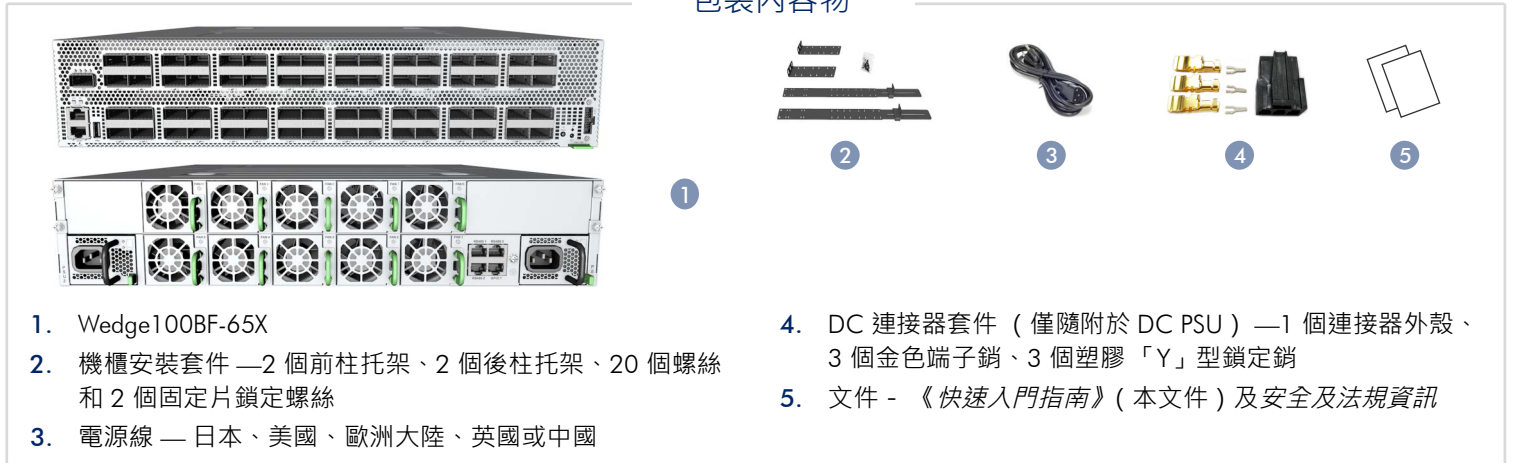 包裝內容物
1
2
3
4
5
1. Wedge100BF-65X
2. 機櫃安裝套件 —2 個前柱托架、2 個後柱托架、20 個螺絲
和 2 個固定片鎖定螺絲
3. 電源線 — 日本、美國、歐洲大陸、英國或中國
4. DC 連接器套件 （僅隨附於 DC PSU） —1 個連接器外殼、
3 個金色端子銷、3 個塑膠 「Y」型鎖定銷
5. 文件 - 《快速入門指南》( 本文件 ) 及安全及法規資訊